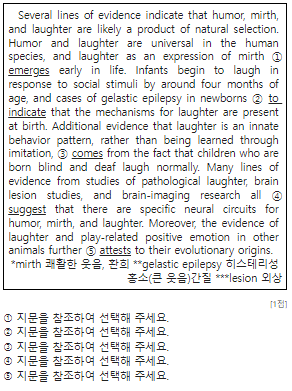 Several lines of evidence indicate that humor, mirth,
and laughter are likely a product of natural selection.
Humor and laughter are universal in the human
species, and laughter as an expression of mirth ①
emerges early in life. Infants begin to laugh in
response to social stimuli by around four months of
age, and cases of gelastic epilepsy in newborns ② to
indicate that the mechanisms for laughter are present
at birth. Additional evidence that laughter is an innate
behavior pattern, rather than being learned through
imitation, ③ comes from the fact that children who are
born blind and deaf laugh normally. Many lines of
evidence from studies of pathological laughter, brain
lesion studies, and brain-imaging research all ④
suggest that there are specific neural circuits for
humor, mirth, and laughter. Moreover, the evidence of
laughter and play-related positive emotion in other
animals further ⑤ attests to their evolutionary origins.
*mirth 쾌활한 웃음, 환희 **gelastic epilepsy 히스테리성
홍소(큰 웃음)간질 ***lesion 외상
[1점]
① 지문을 참조하여 선택해 주세요.
② 지문을 참조하여 선택해 주세요.
③ 지문을 참조하여 선택해 주세요.
④ 지문을 참조하여 선택해 주세요.
⑤ 지문을 참조하여 선택해 주세요.